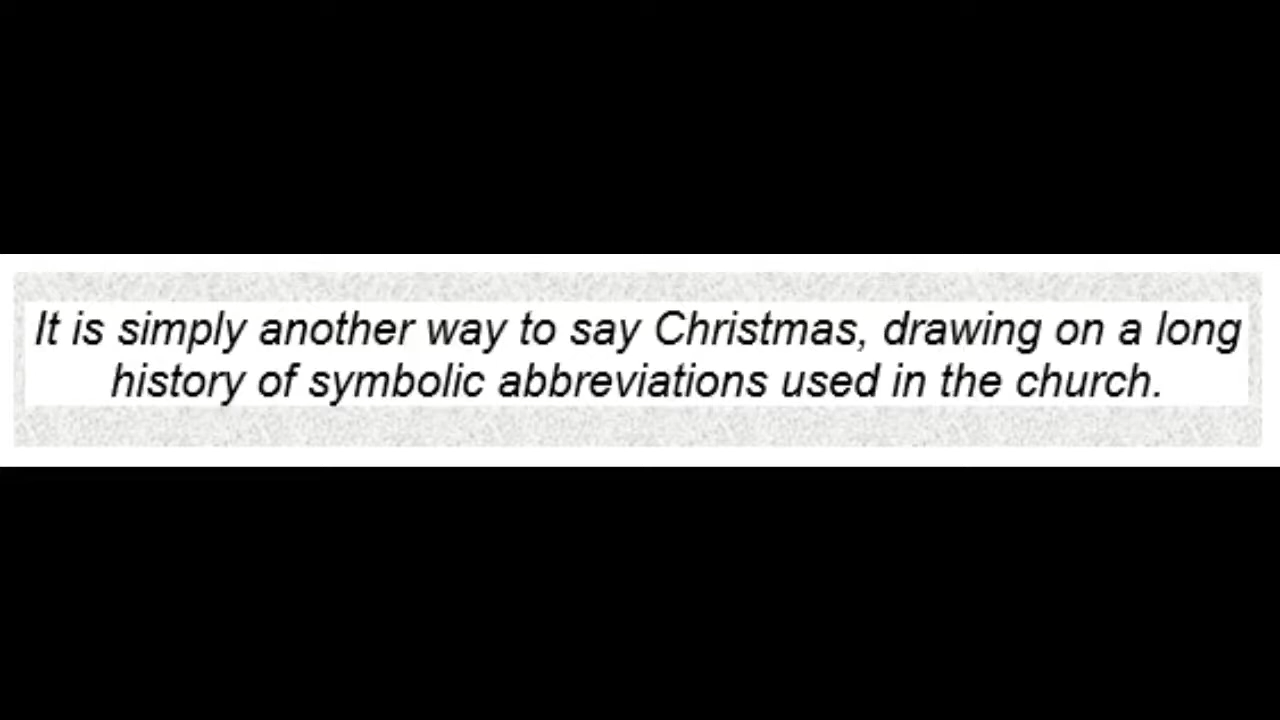 It is simply another way to say Christmas, drawing on a long
history of symbolic abbreviations used in the church.